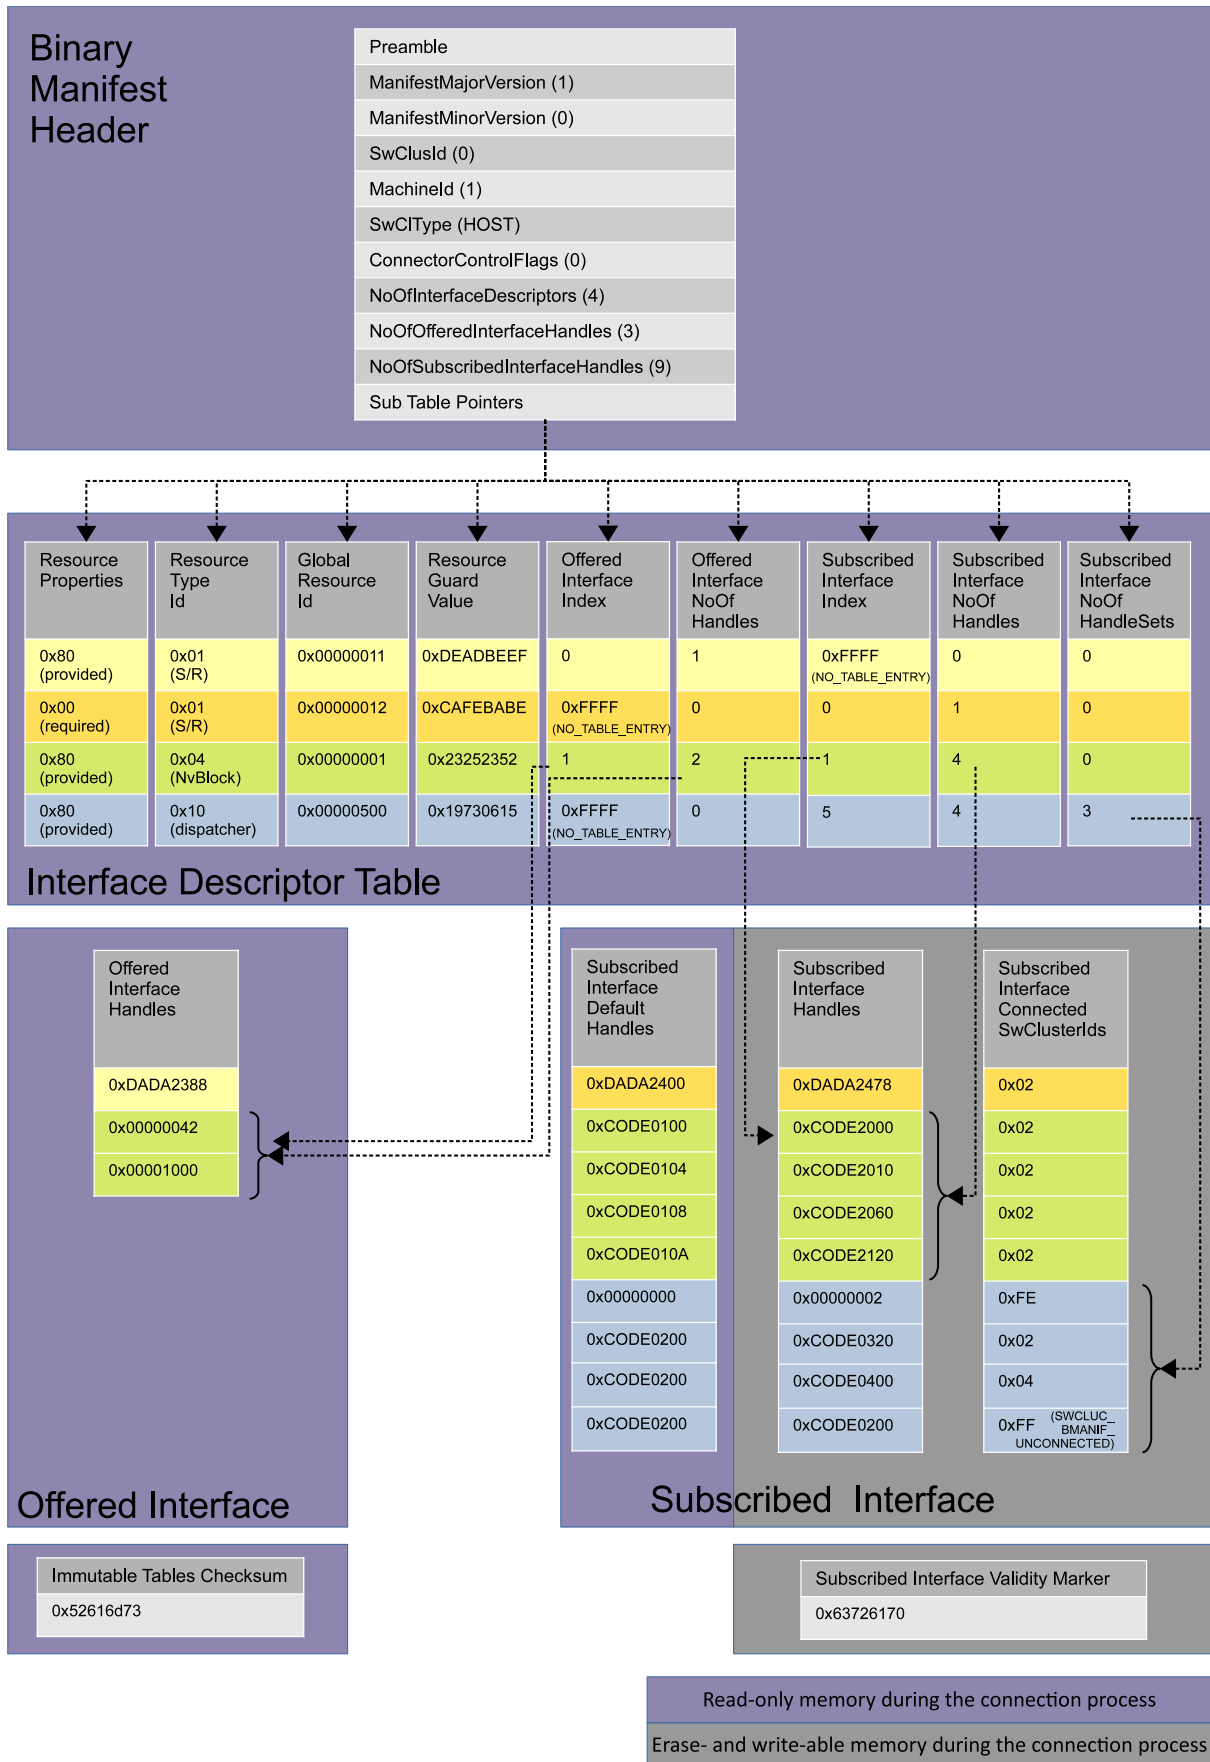 Binary
Manifest
Header
Preamble
ManifestMajorVersion (1)
ManifestMinorVersion (0)
SwClusId (0)
MachineId (1)
SwClType (HOST)
ConnectorControlFlags (0)
NoOfInterfaceDescriptors (4)
NoOfOfferedInterfaceHandles (3)
NoOfSubscribedInterfaceHandles (9)
Sub Table Pointers
Resource
Properties
Resource
Type
Id
Global
Resource
Id
Resource
Guard
Value
Offered
Interface
Index
Offered
Interface
NoOf
Handles
Subscribed
Interface
Index
Subscribed
Interface
NoOf
Handles
Subscribed
Interface
NoOf
HandleSets
0x80
(provided)
0x01
(S/R)
0x00000011
0xDEADBEEF
0
1
0xFFFF
(NO_TABLE_ENTRY)
0
0
0x00
(required)
0x01
(S/R)
0x00000012
0xCAFEBABE
0xFFFF
(NO_TABLE_ENTRY)
0
0
1
0
0x80
(provided)
0x04
(NvBlock)
0x00000001
0x23252352
1
2
1
4
0
0x80
(provided)
0x10
(dispatcher)
0x00000500
0x19730615
0xFFFF
(NO_TABLE_ENTRY)
0
5
4
3
Interface Descriptor Table
Offered
Interface
Handles
0xDADA2388
0x00000042
0x00001000
Offered Interface
Subscribed
Interface
Default
Handles
0xDADA2400
0xCODE0100
0xCODE0104
0xCODE0108
0xCODE010A
0x00000000
0xCODE0200
0xCODE0200
0xCODE0200
Subscribed
Interface
Handles
0xDADA2478
0xCODE2000
0xCODE2010
0xCODE2060
0xCODE2120
0x00000002
0xCODE0320
0xCODE0400
0xCODE0200
Subscribed
Interface
Connected
SwClusterIds
0x02
0x02
0x02
0x02
0x02
0xFE
0x02
0x04
0xFF (SWCLUC_
BMANIF_
UNCONNECTED)
Subscribed Interface
Immutable Tables Checksum
0x52616d73
Subscribed Interface Validity Marker
0x63726170
Read-only memory during the connection process
Erase- and write-able memory during the connection process